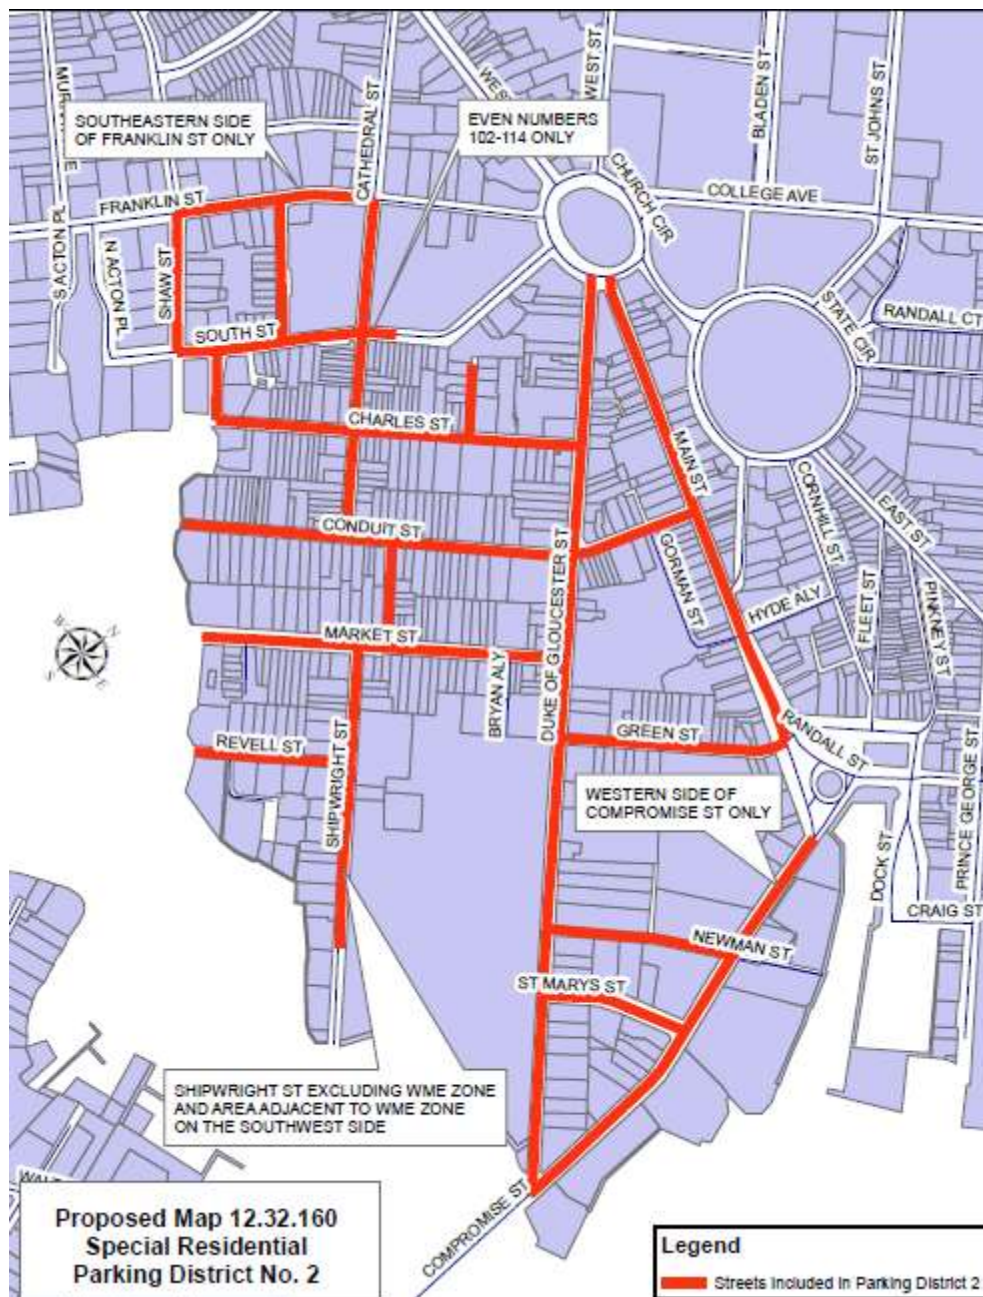 MUR
CATHEDRAL ST
WES
WEST ST
BLADEN ST
ST JOHNS ST
SOUTHEASTERN SIDE
OF FRANKLIN ST ONLY
EVEN NUMBERS
102-114 ONLY
CHURCH CIR
COLLEGE AVE
FRANKLIN ST
S ACTON PL
N ACTON PL
SHAW ST
SOUTH ST
STATE CIR
RANDALL CT
CHARLES ST
MAIN ST
CORNHILL ST
EAST ST
CONDUIT ST
GORMAN ST
HYDE ALY
FLEET ST
PINKNEY ST
N
W
E
S
MARKET ST
BRYAN ALY
DUKE OF GLOUCESTER ST
GREEN ST
RANDALL ST
REVELL ST
SHIPWRIGHT ST
WESTERN SIDE OF
COMPROMISE ST ONLY
DOCK ST
PRINCE GEORGE ST
CRAIG ST
NEWMAN ST
ST MARYS ST
SHIPWRIGHT ST EXCLUDING WME ZONE
AND AREA ADJACENT TO WME ZONE
ON THE SOUTHWEST SIDE
COMPROMISE ST
Proposed Map 12.32.160
Special Residential
Parking District No. 2
Legend
Streets Included in Parking District 2